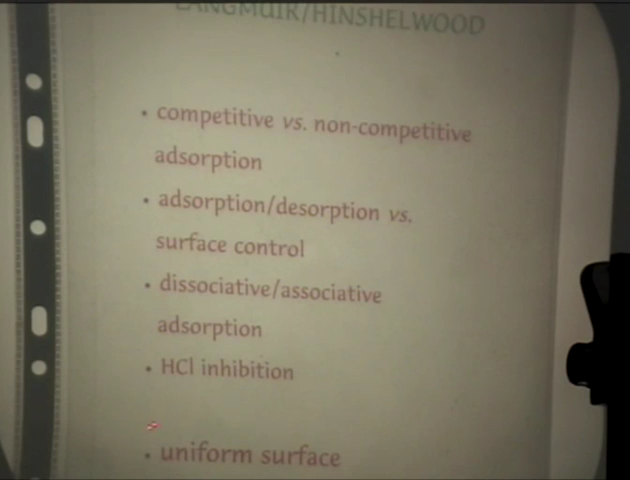 LANGMUIR/HINSHELWOOD
• competitive vs. non-competitive
adsorption
• adsorption/desorption vs.
surface control
• dissociative/associative
adsorption
• HCl inhibition
• uniform surface